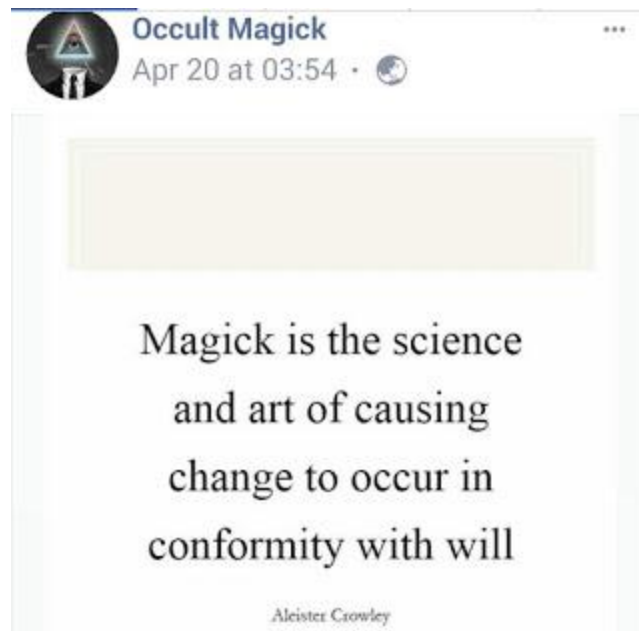 Occult Magick
Apr 20 at 03:54 ·
Magick is the science
and art of causing
change to occur in
conformity with will
Aleister Crowley